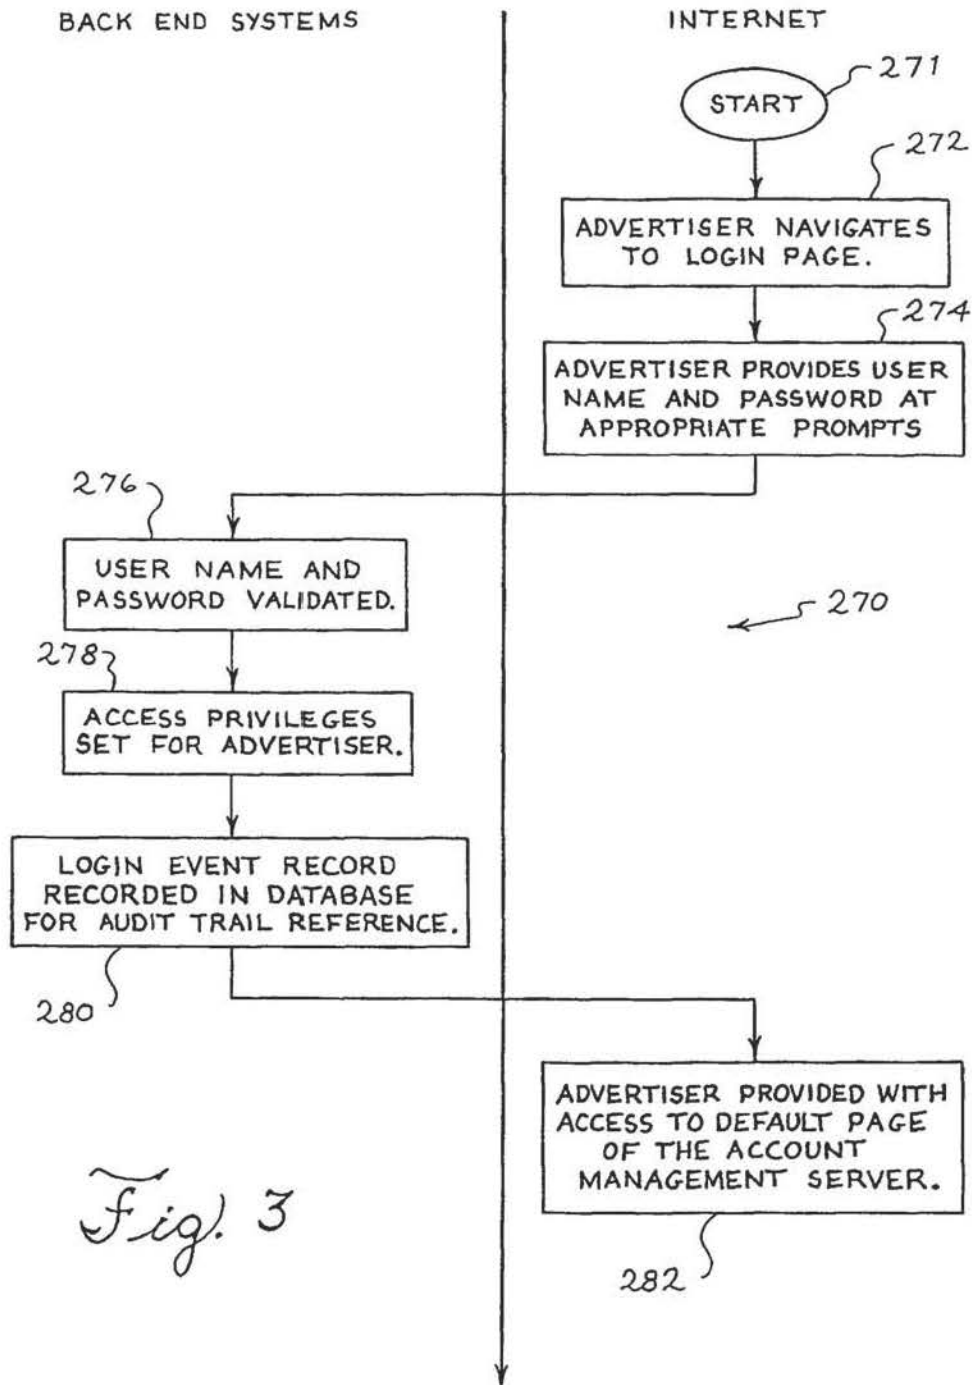 BACK END SYSTEMS
INTERNET
271
START
272
ADVERTISER NAVIGATES
TO LOGIN PAGE.
274
ADVERTISER PROVIDES USER
NAME AND PASSWORD AT
APPROPRIATE PROMPTS
276
USER NAME AND
PASSWORD VALIDATED.
270
278
ACCESS PRIVILEGES
SET FOR ADVERTISER.
LOGIN EVENT RECORD
RECORDED IN DATABASE
FOR AUDIT TRAIL REFERENCE.
280
ADVERTISER PROVIDED WITH
ACCESS TO DEFAULT PAGE
OF THE ACCOUNT
MANAGEMENT SERVER.
282
Fig. 3